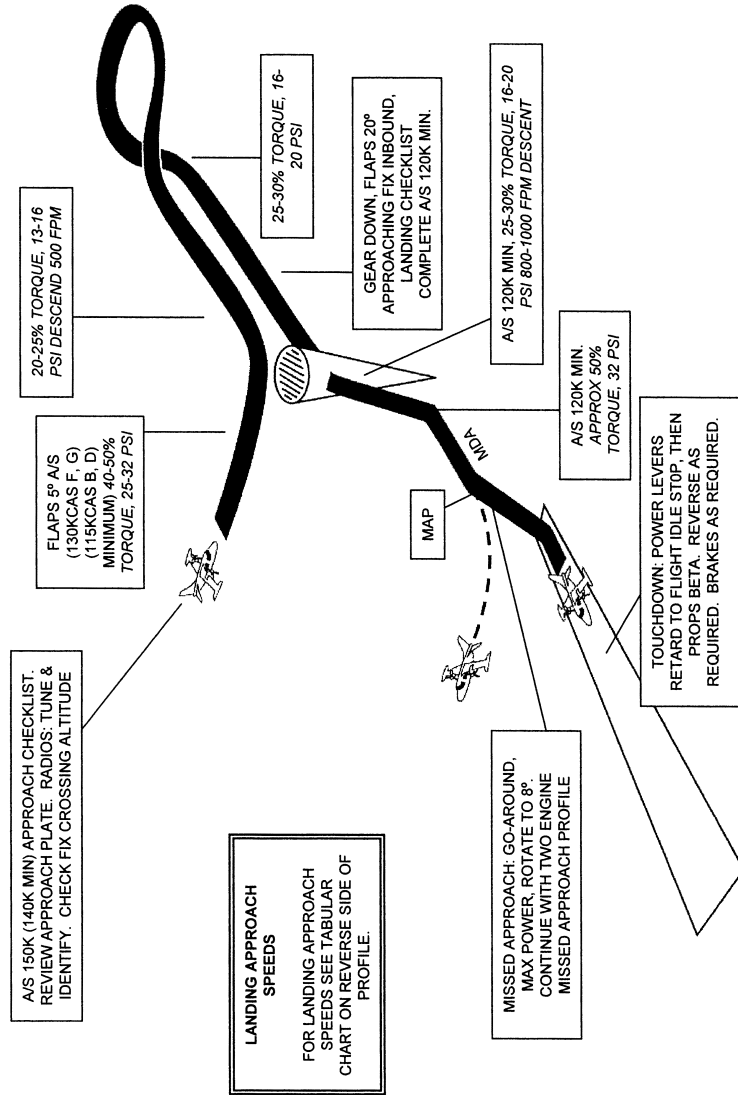 A/S 150K (140K MIN) APPROACH CHECKLIST.
REVIEW APPROACH PLATE. RADIOS: TUNE &
IDENTIFY. CHECK FIX CROSSING ALTITUDE
FLAPS 5º A/S
(130KCAS F, G)
(115KCAS B, D)
MINIMUM) 40-50%
TORQUE, 25-32 PSI
20-25% TORQUE, 13-16
PSI DESCEND 500 FPM
25-30% TORQUE, 16-
20 PSI
GEAR DOWN, FLAPS 20º
APPROACHING FIX INBOUND,
LANDING CHECKLIST
COMPLETE A/S 120K MIN.
A/S 120K MIN, 25-30% TORQUE, 16-20
PSI 800-1000 FPM DESCENT
A/S 120K MIN.
APPROX 50%
TORQUE, 32 PSI
MDA
MAP
LANDING APPROACH
SPEEDS
FOR LANDING APPROACH
SPEEDS SEE TABULAR
CHART ON REVERSE SIDE OF
PROFILE.
MISSED APPROACH: GO-AROUND,
MAX POWER, ROTATE TO 8º.
CONTINUE WITH TWO ENGINE
MISSED APPROACH PROFILE
TOUCHDOWN: POWER LEVERS
RETARD TO FLIGHT IDLE STOP, THEN
PROPS BETA. REVERSE AS
REQUIRED. BRAKES AS REQUIRED.